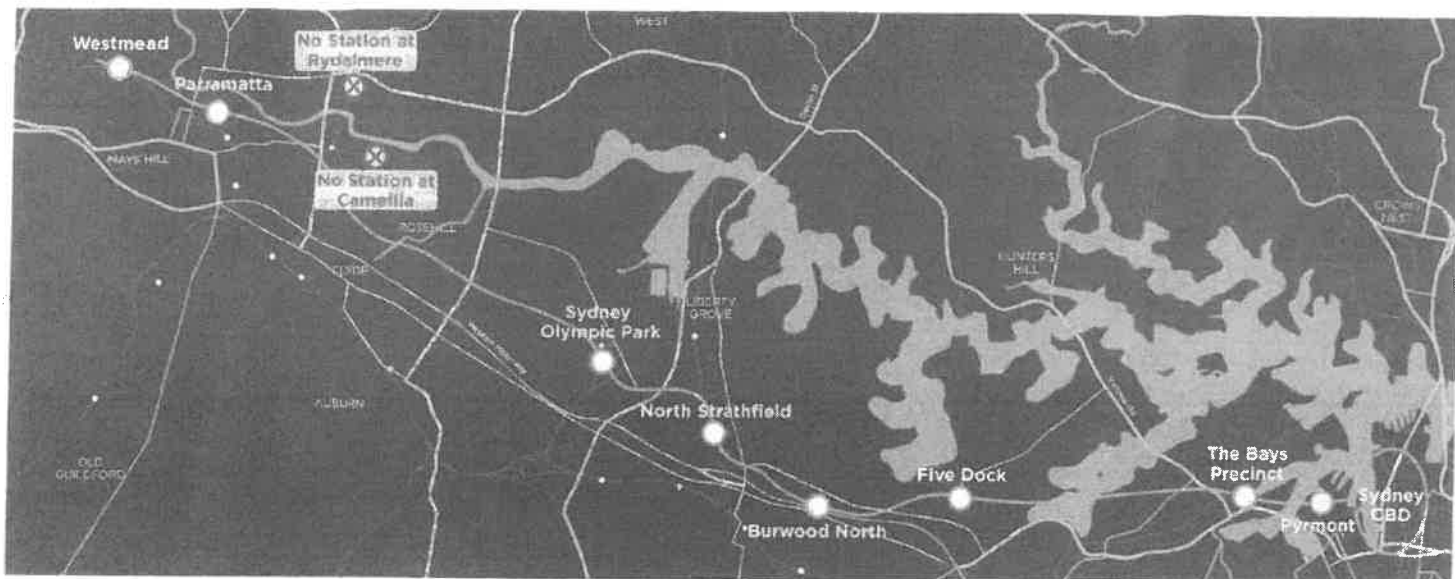 WEST
Westmead
No Station at
Rydalmere
Parramatta
MAYS HILL
No Station at
Camellia
ROSEHILL
CLYDE
CROWS
NEST
HUNTERS
HILL
LIBERTY
GROVE
Sydney
Olympic Park
AUBURN
North Strathfield
OLD
GUILDFORD
Five Dock
The Bays
Precinct
Burwood North
Pyrmont
Sydney
CBD